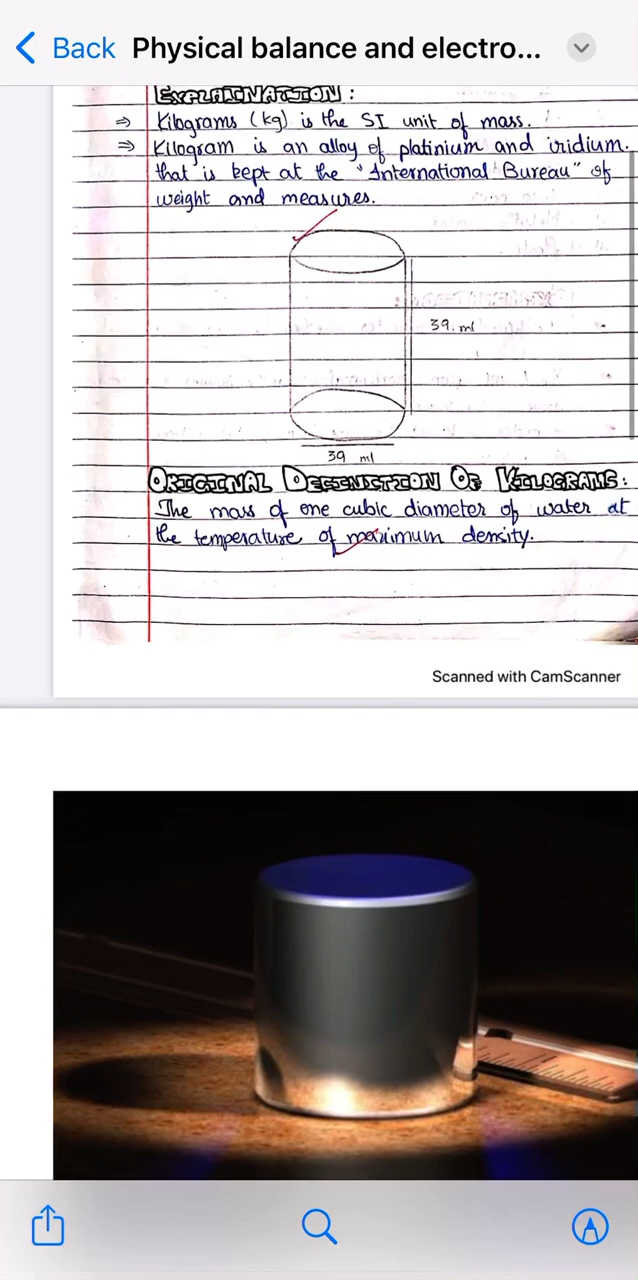 Back Physical balance and electro...
EXPLAINATION :
⇒ Kilograms (kg) is the SI unit of mass.
⇒ Kilogram is an alloy of platinium and iridium.
that is kept at the "International Bureau" of
weight and measures.
39. ml
39 ml
ORIGINAL DEFINITION OF KILOGRAMS :
The mass of one cubic diameter of water at
the temperature of maximum density.
Scanned with CamScanner